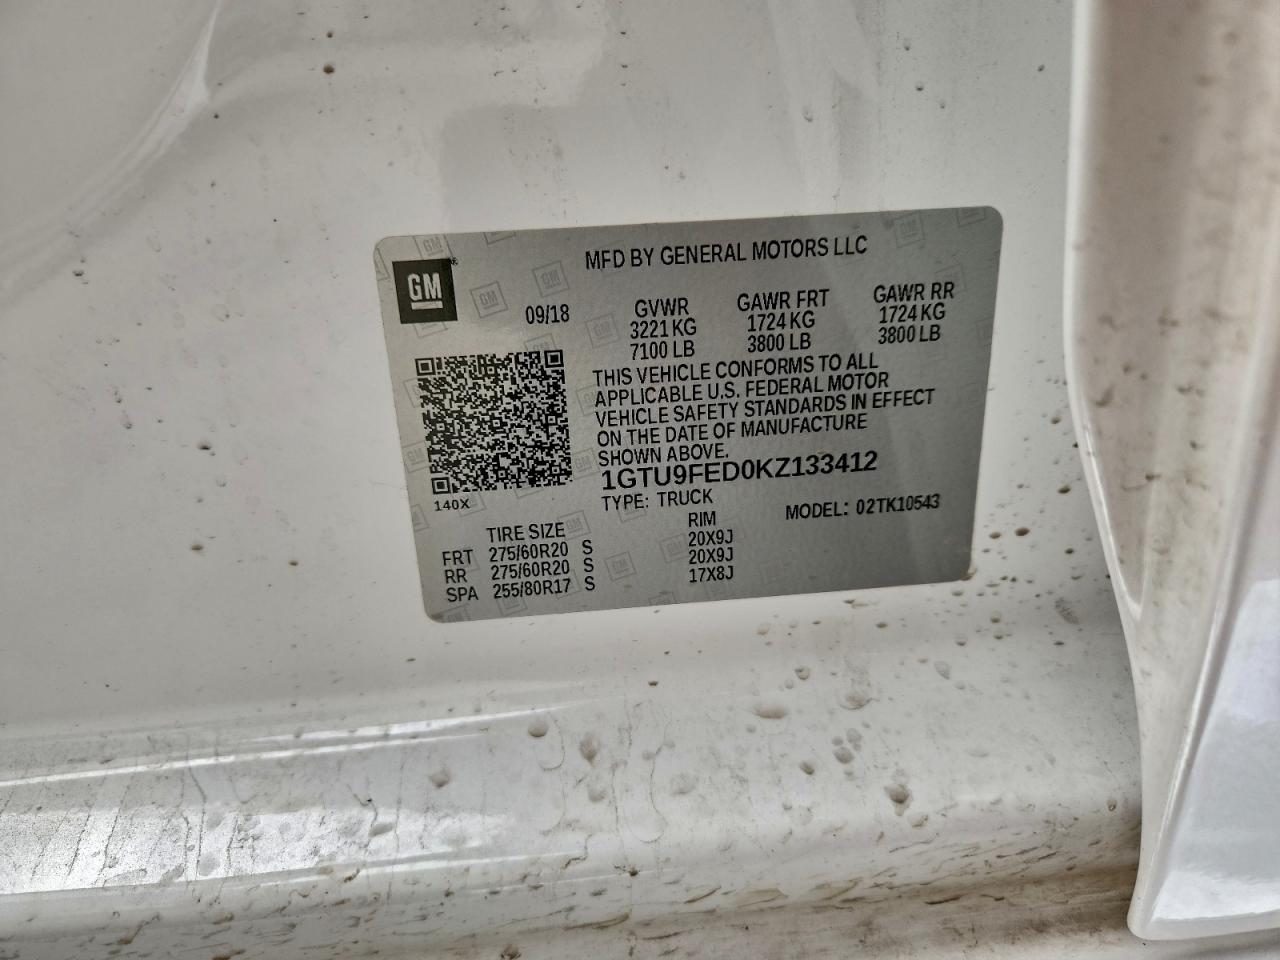 GM
MFD BY GENERAL MOTORS LLC
09/18 GVWR GAWR FRT GAWR RR
3221 KG 1724 KG 1724 KG
7100 LB 3800 LB 3800 LB
THIS VEHICLE CONFORMS TO ALL
APPLICABLE U.S. FEDERAL MOTOR
VEHICLE SAFETY STANDARDS IN EFFECT
ON THE DATE OF MANUFACTURE
SHOWN ABOVE.
1GTU9FED0KZ133412
140X TYPE: TRUCK MODEL: 02TK10543
TIRE SIZE RIM
FRT 275/60R20 S 20X9J
RR 275/60R20 S 20X9J
SPA 255/80R17 S 17X8J